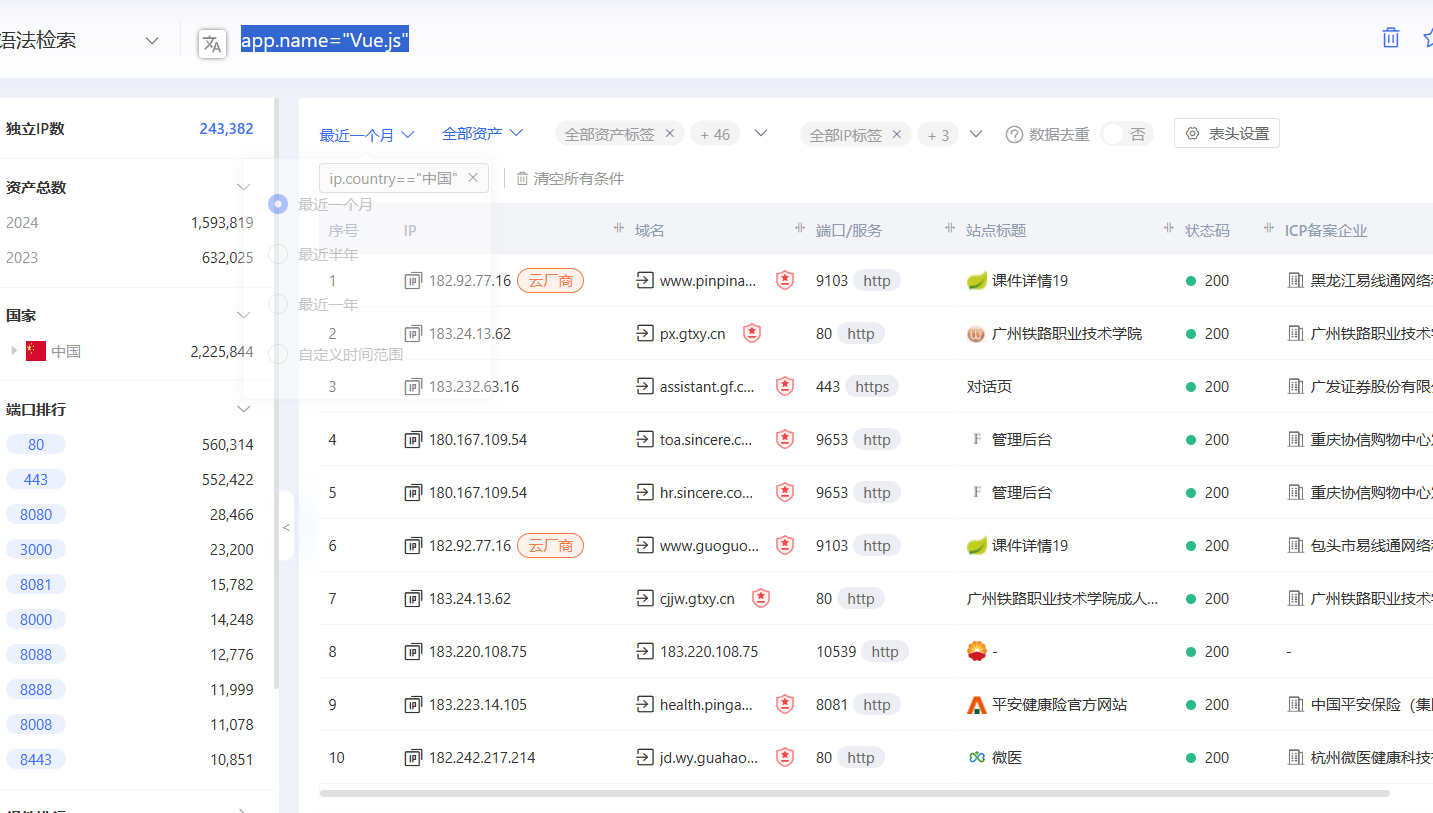 语法检索
app.name="Vue.js"
独立IP数 243,382
资产总数
2024 1,593,819
2023 632,025
国家
中国 2,225,844
端口排行
80 560,314
443 552,422
8080 28,466
3000 23,200
8081 15,782
8000 14,248
8088 12,776
8888 11,999
8008 11,078
8443 10,851
<
最近一个月 全部资产 全部资产标签 × + 46 全部IP标签 × + 3 数据去重 否 表头设置
ip.country=="中国" × 清空所有条件
最近一个月
最近半年
最近一年
自定义时间范围
序号 IP 域名 端口/服务 站点标题 状态码 ICP备案企业
1 182.92.77.16 云厂商 www.pinpina... 9103 http 课件详情19 200 黑龙江易线通网络
2 183.24.13.62 px.gtxy.cn 80 http 广州铁路职业技术学院 200 广州铁路职业技术
3 183.232.63.16 assistant.gf.c... 443 https 对话页 200 广发证券股份有限
4 180.167.109.54 toa.sincere.c... 9653 http 管理后台 200 重庆协信购物中心
5 180.167.109.54 hr.sincere.co... 9653 http 管理后台 200 重庆协信购物中心
6 182.92.77.16 云厂商 www.guoguo... 9103 http 课件详情19 200 包头市易线通网络
7 183.24.13.62 cjjw.gtxy.cn 80 http 广州铁路职业技术学院成人... 200 广州铁路职业技术
8 183.220.108.75 183.220.108.75 10539 http - 200 -
9 183.223.14.105 health.pinga... 8081 http 平安健康险官方网站 200 中国平安保险（集
10 182.242.217.214 jd.wy.guahao... 80 http 微医 200 杭州微医健康科技